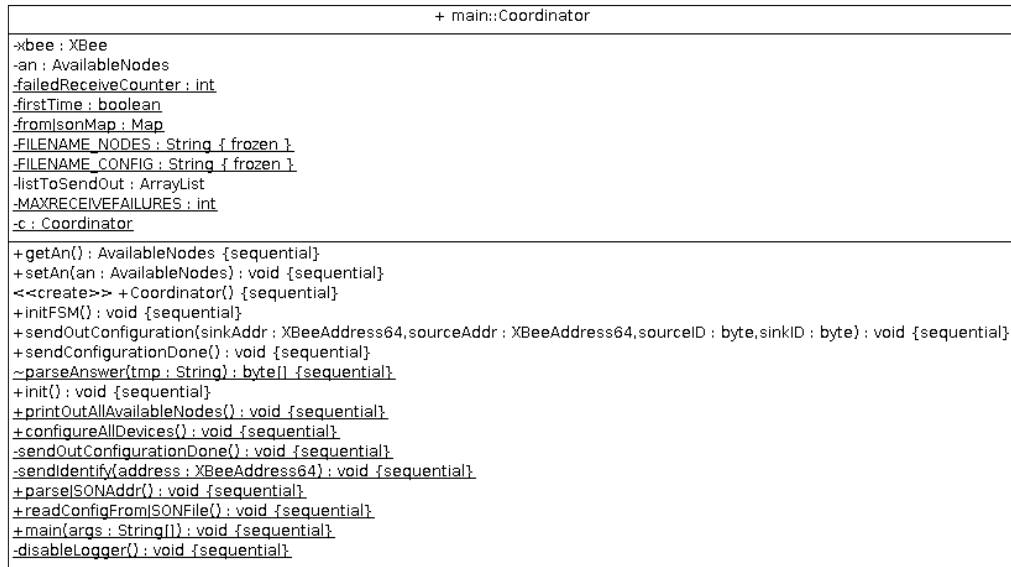 + main::Coordinator
-xbee : XBee
-an : AvailableNodes
-failedReceiveCounter : int
-firstTime : boolean
-fromJsonMap : Map
-FILENAME_NODES : String { frozen }
-FILENAME_CONFIG : String { frozen }
-listToSendOut : ArrayList
-MAXRECEIVEFAILURES : int
-c : Coordinator
+getAn() : AvailableNodes {sequential}
+setAn(an : AvailableNodes) : void {sequential}
<<create>> +Coordinator() {sequential}
+initFSM() : void {sequential}
+sendOutConfiguration(sinkAddr : XBeeAddress64,sourceAddr : XBeeAddress64,sourceID : byte,sinkID : byte) : void {sequential}
+sendConfigurationDone() : void {sequential}
~parseAnswer(tmp : String) : byte[] {sequential}
+init() : void {sequential}
+printOutAllAvailableNodes() : void {sequential}
+configureAllDevices() : void {sequential}
-sendOutConfigurationDone() : void {sequential}
-sendIdentify(address : XBeeAddress64) : void {sequential}
+parseJSONAddr() : void {sequential}
+readConfigFromJSONFile() : void {sequential}
+main(args : String[]) : void {sequential}
-disableLogger() : void {sequential}